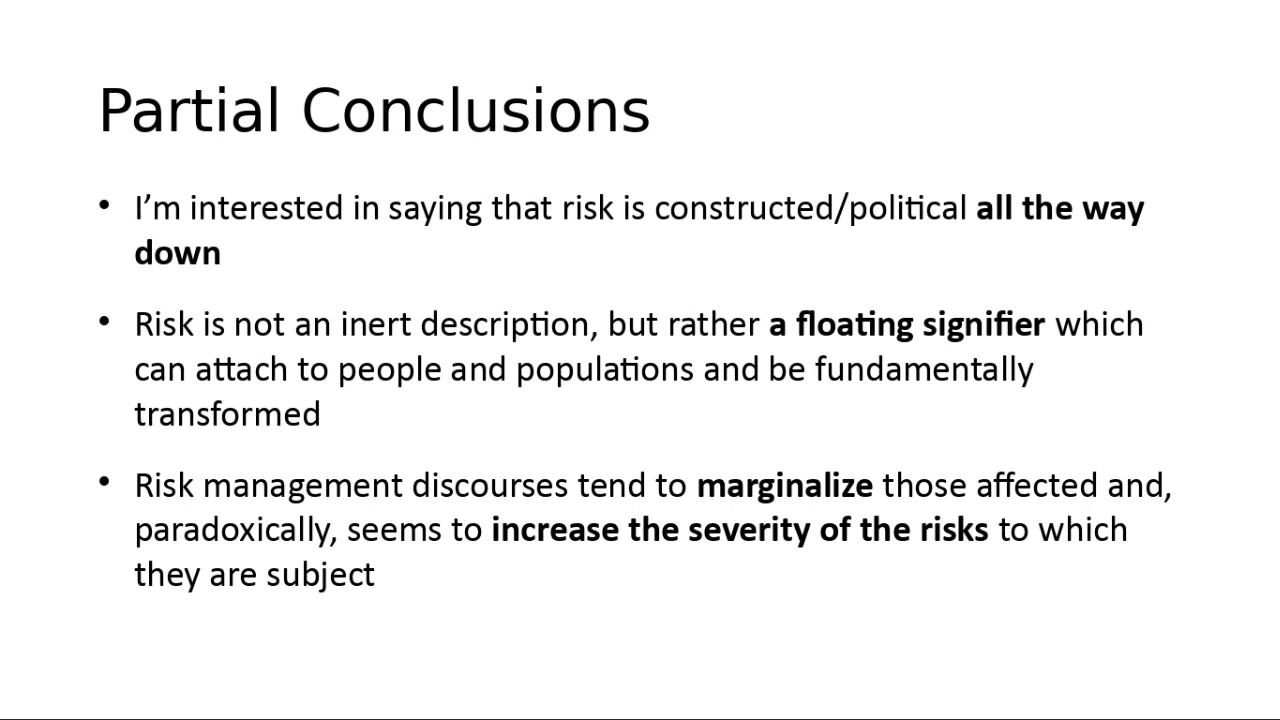 Partial Conclusions
• I’m interested in saying that risk is constructed/political all the way
down
• Risk is not an inert description, but rather a floating signifier which
can attach to people and populations and be fundamentally
transformed
• Risk management discourses tend to marginalize those affected and,
paradoxically, seems to increase the severity of the risks to which
they are subject